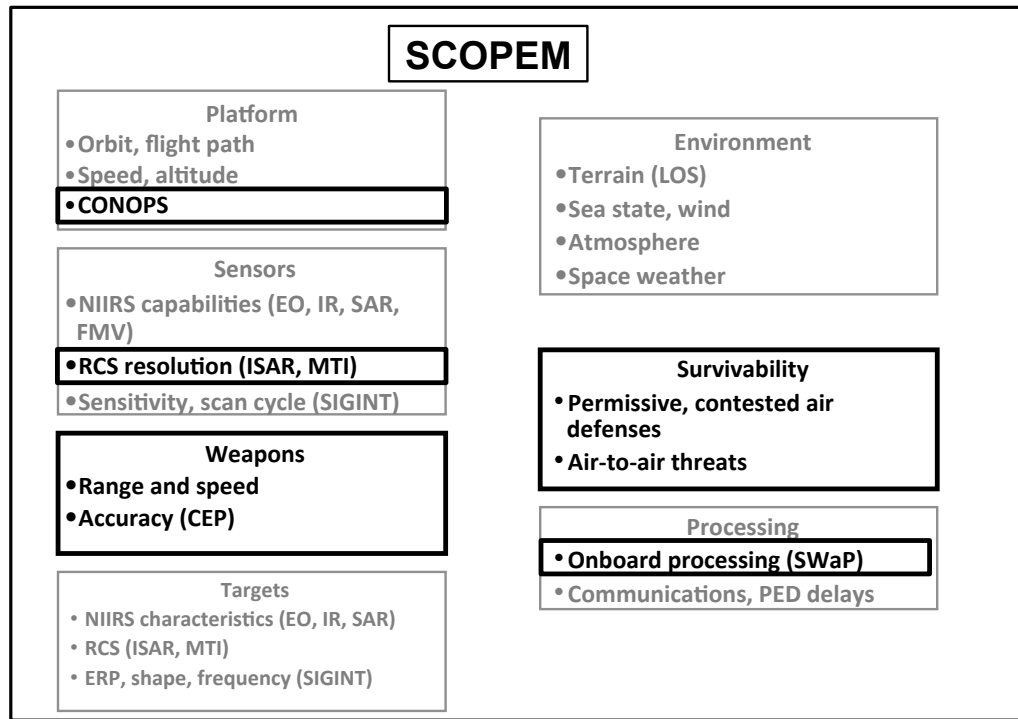 SCOPEM
Platform
•Orbit, flight path
•Speed, altitude
•CONOPS
Sensors
•NIIRS capabilities (EO, IR, SAR,
FMV)
•RCS resolution (ISAR, MTI)
•Sensitivity, scan cycle (SIGINT)
Weapons
•Range and speed
•Accuracy (CEP)
Targets
• NIIRS characteristics (EO, IR, SAR)
• RCS (ISAR, MTI)
• ERP, shape, frequency (SIGINT)
Environment
•Terrain (LOS)
•Sea state, wind
•Atmosphere
•Space weather
Survivability
• Permissive, contested air
defenses
• Air-to-air threats
Processing
• Onboard processing (SWaP)
• Communications, PED delays